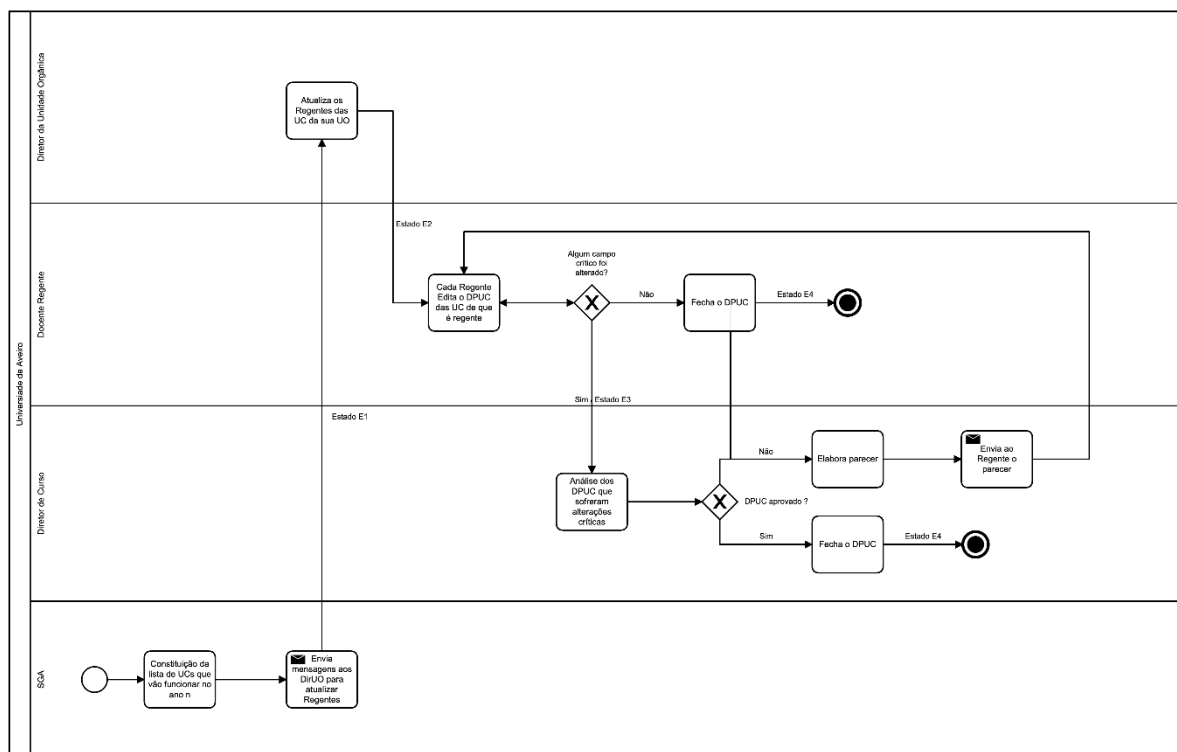 Universiade de Aveiro
Diretor da Unidade Orgânica
Atualiza os
Regentes das
UC da sua UO
Estado E2
Docente Regente
Cada Regente
Edita o DPUC
das UC de que
é regente
Algum campo
crítico foi
alterado?
Não
Fecha o DPUC
Estado E4
Sim / Estado E3
Estado E1
Diretor de Curso
Análise dos
DPUC que
sofreram
alterações
críticas
DPUC aprovado ?
Não
Elabora parecer
Envia ao
Regente o
parecer
Sim
Fecha o DPUC
Estado E4
SGA
Constituição da
lista de UCs que
vão funcionar no
ano n
Envia
mensagens aos
DirUO para
atualizar
Regentes